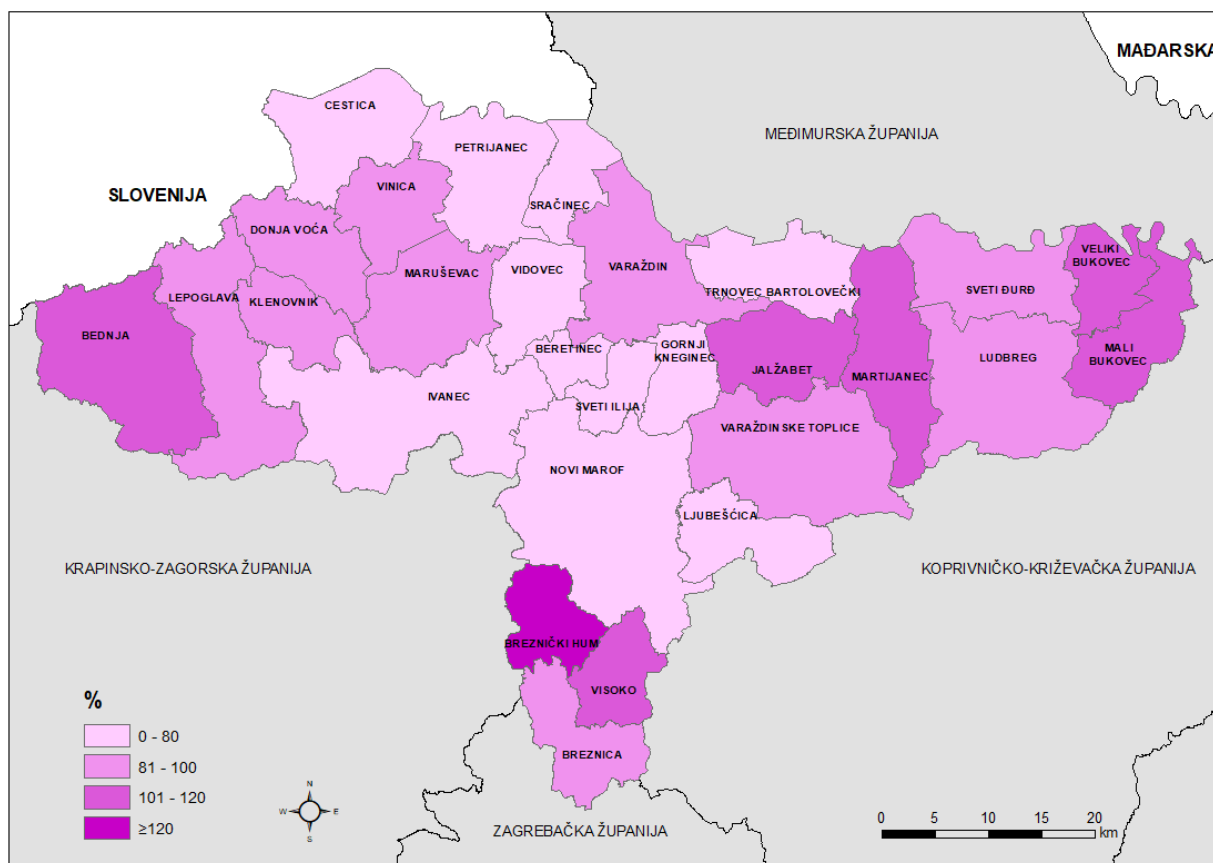 MAĐARSKA
CESTICA
MEĐIMURSKA ŽUPANIJA
PETRIJANEC
SLOVENIJA
VINICA
SRAČINEC
DONJA VOĆA
VELIKI
BUKOVEC
VARAŽDIN
VIDOVEC
MARUŠEVAC
LEPOGLAVA
KLENOVNIK
TRNOVEC BARTOLOVEČKI
SVETI ĐURĐ
BEDNJA
BERETINEC
GORNJI
KNEGINEC
LUDBREG
MALI
BUKOVEC
JALŽABET
MARTIJANEC
IVANEC
SVETI ILIJA
VARAŽDINSKE TOPLICE
NOVI MAROF
LJUBEŠĆICA
KRAPINSKO-ZAGORSKA ŽUPANIJA
KOPRIVNIČKO-KRIŽEVAČKA ŽUPANIJA
BREZNIČKI HUM
VISOKO
BREZNICA
%
0 - 80
81 - 100
101 - 120
≥120
N
W E
S
ZAGREBAČKA ŽUPANIJA
0 5 10 15 20
km